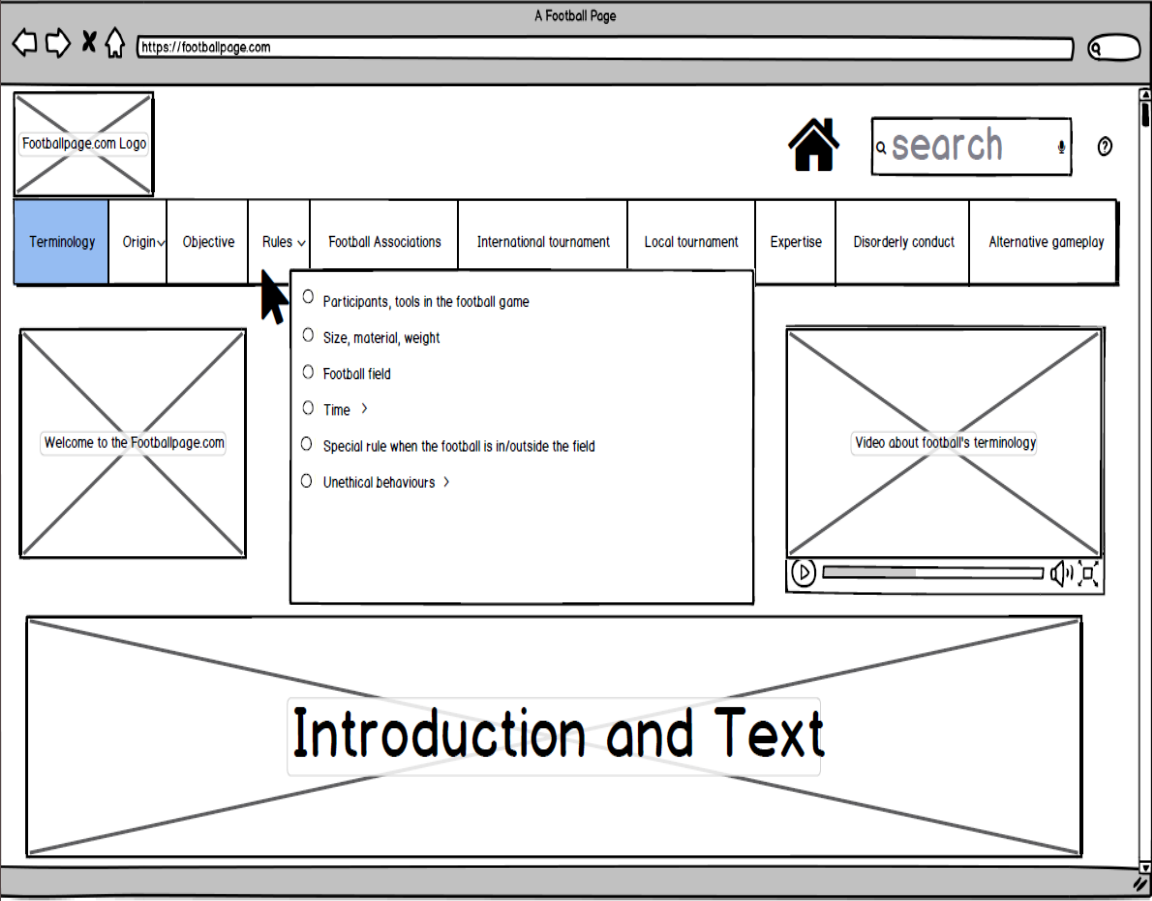 A Football Page
https://footballpage.com
Footballpage.com Logo
search
?
Terminology
Origin
Objective
Rules
Football Associations
International tournament
Local tournament
Expertise
Disorderly conduct
Alternative gameplay
Participants, tools in the football game
Size, material, weight
Football field
Time >
Special rule when the football is in/outside the field
Unethical behaviours >
Welcome to the Footballpage.com
Video about football's terminology
Introduction and Text